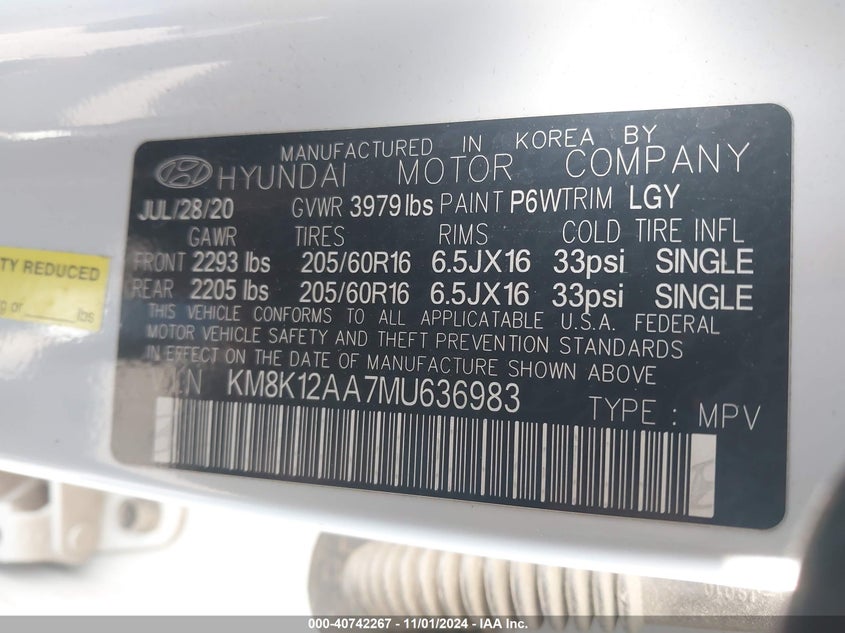 MANUFACTURED IN KOREA BY
HYUNDAI MOTOR COMPANY
JUL/28/20 GVWR 3979 lbs PAINT P6W TRIM LGY
GAWR TIRES RIMS COLD TIRE INFL
FRONT 2293 lbs 205/60R16 6.5JX16 33psi SINGLE
REAR 2205 lbs 205/60R16 6.5JX16 33psi SINGLE
THIS VEHICLE CONFORMS TO ALL APPLICATABLE U.S.A. FEDERAL
MOTOR VEHICLE SAFETY AND THEFT PREVENTION STANDARDS
IN EFFECT ON THE DATE OF MANUFACTURE SHOWN ABOVE
VIN KM8K12AA7MU636983 TYPE : MPV
TY REDUCED
or lbs
000-40742267 - 11/01/2024 - IAA Inc.